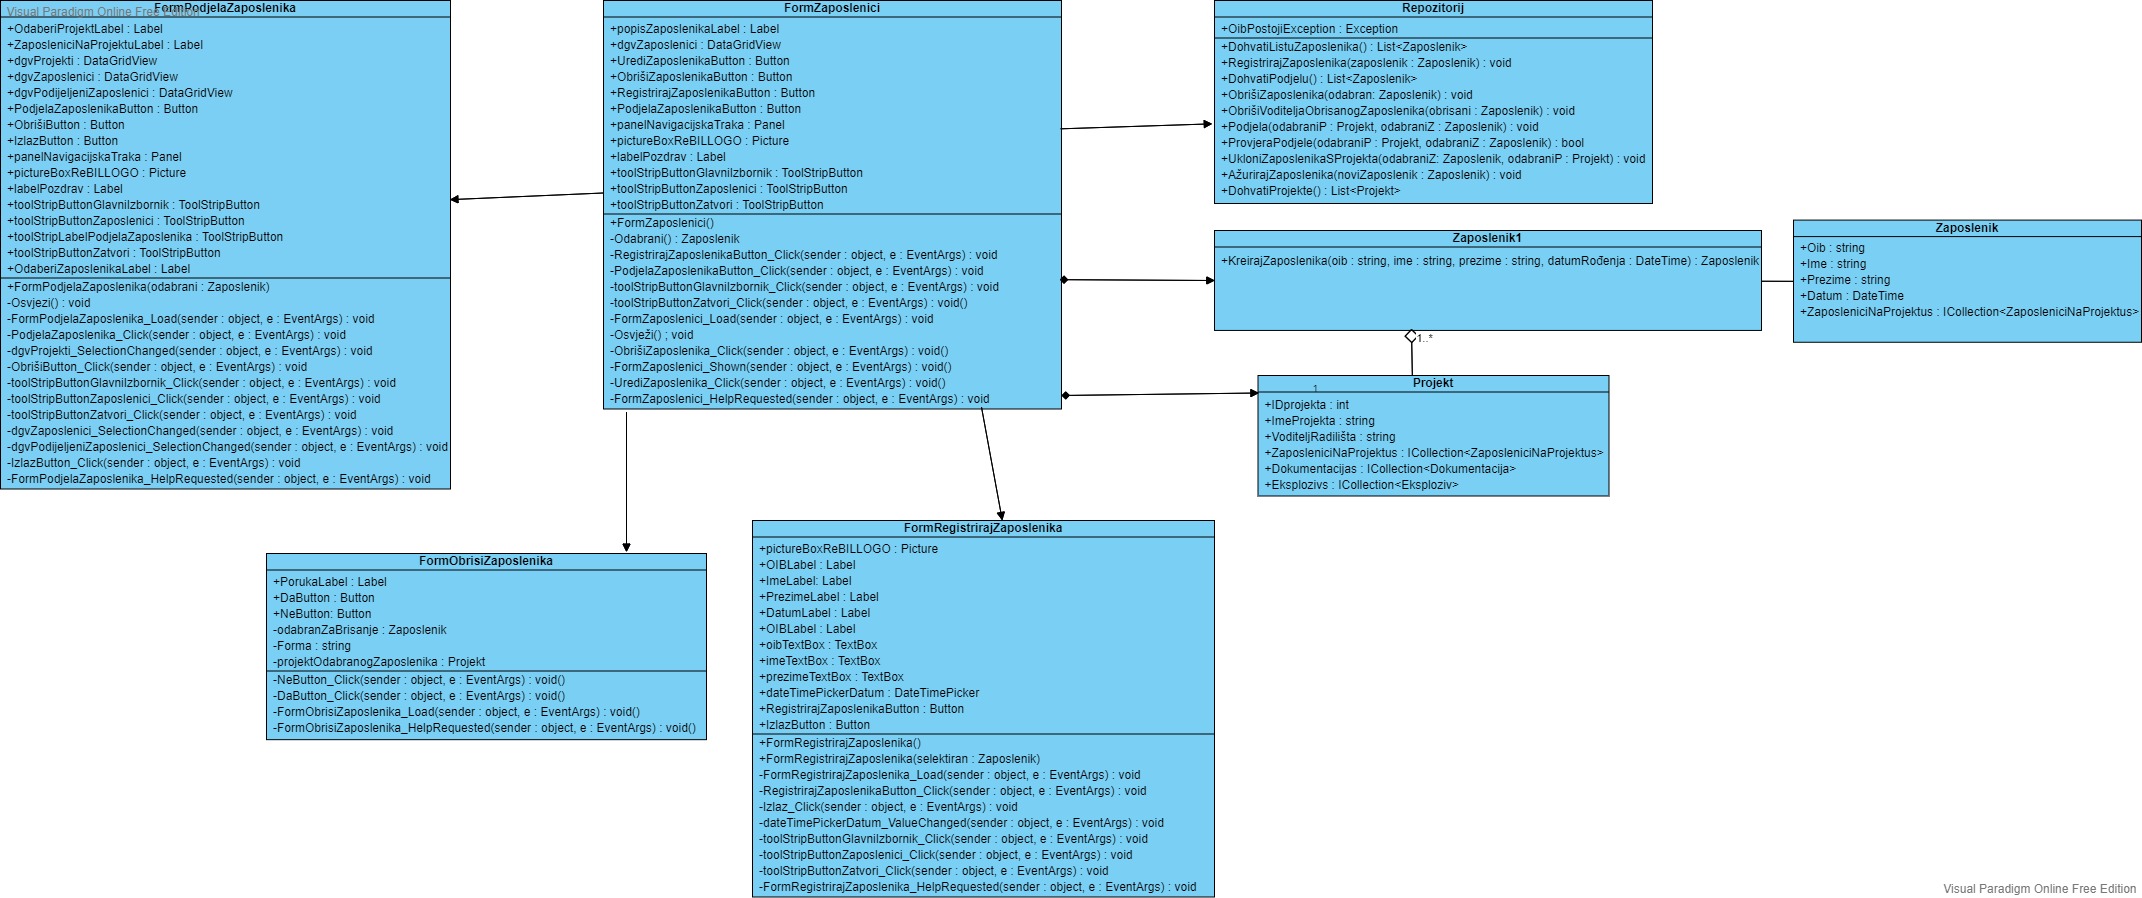 Visual Paradigm Online Free Edition
FormPodjelaZaposlenika
+OdaberiProjektLabel : Label
+ZaposleniciNaProjektuLabel : Label
+dgvProjekti : DataGridView
+dgvZaposlenici : DataGridView
+dgvPodijeljeniZaposlenici : DataGridView
+PodjelaZaposlenikaButton : Button
+ObrišiButton : Button
+IzlazButton : Button
+panelNavigacijskaTraka : Panel
+pictureBoxReBILLOGO : Picture
+labelPozdrav : Label
+toolStripButtonGlavniIzbornik : ToolStripButton
+toolStripButtonZaposlenici : ToolStripButton
+toolStripLabelPodjelaZaposlenika : ToolStripButton
+toolStripButtonZatvori : ToolStripButton
+OdaberiZaposlenikaLabel : Label
+FormPodjelaZaposlenika(odabrani : Zaposlenik)
-Osvjezi() : void
-FormPodjelaZaposlenika_Load(sender : object, e : EventArgs) : void
-PodjelaZaposlenika_Click(sender : object, e : EventArgs) : void
-dgvProjekti_SelectionChanged(sender : object, e : EventArgs) : void
-ObrišiButton_Click(sender : object, e : EventArgs) : void
-toolStripButtonGlavniIzbornik_Click(sender : object, e : EventArgs) : void
-toolStripButtonZaposlenici_Click(sender : object, e : EventArgs) : void
-toolStripButtonZatvori_Click(sender : object, e : EventArgs) : void
-dgvZaposlenici_SelectionChanged(sender : object, e : EventArgs) : void
-dgvPodijeljeniZaposlenici_SelectionChanged(sender : object, e : EventArgs) : void
-IzlazButton_Click(sender : object, e : EventArgs) : void
-FormPodjelaZaposlenika_HelpRequested(sender : object, e : EventArgs) : void
FormZaposlenici
+popisZaposlenikaLabel : Label
+dgvZaposlenici : DataGridView
+UrediZaposlenikaButton : Button
+ObrišiZaposlenikaButton : Button
+RegistrirajZaposlenikaButton : Button
+PodjelaZaposlenikaButton : Button
+panelNavigacijskaTraka : Panel
+pictureBoxReBILLOGO : Picture
+labelPozdrav : Label
+toolStripButtonGlavniIzbornik : ToolStripButton
+toolStripButtonZaposlenici : ToolStripButton
+toolStripButtonZatvori : ToolStripButton
+FormZaposlenici()
-Odabrani() : Zaposlenik
-RegistrirajZaposlenikaButton_Click(sender : object, e : EventArgs) : void
-PodjelaZaposlenikaButton_Click(sender : object, e : EventArgs) : void
-toolStripButtonGlavniIzbornik_Click(sender : object, e : EventArgs) : void
-toolStripButtonZatvori_Click(sender : object, e : EventArgs) : void()
-FormZaposlenici_Load(sender : object, e : EventArgs) : void
-Osvježi() ; void
-ObrišiZaposlenika_Click(sender : object, e : EventArgs) : void()
-FormZaposlenici_Shown(sender : object, e : EventArgs) : void()
-UrediZaposlenika_Click(sender : object, e : EventArgs) : void()
-FormZaposlenici_HelpRequested(sender : object, e : EventArgs) : void
Repozitorij
+OibPostojiException : Exception
+DohvatiListuZaposlenika() : List<Zaposlenik>
+RegistrirajZaposlenika(zaposlenik : Zaposlenik) : void
+DohvatiPodjelu() : List<Zaposlenik>
+ObrišiZaposlenika(odabran: Zaposlenik) : void
+ObrišiVoditeljaObrisanogZaposlenika(obrisani : Zaposlenik) : void
+Podjela(odabraniP : Projekt, odabraniZ : Zaposlenik) : void
+ProvjeraPodjele(odabraniP : Projekt, odabraniZ : Zaposlenik) : bool
+UkloniZaposlenikaSProjekta(odabraniZ: Zaposlenik, odabraniP : Projekt) : void
+AžurirajZaposlenika(noviZaposlenik : Zaposlenik) : void
+DohvatiProjekte() : List<Projekt>
Zaposlenik1
+KreirajZaposlenika(oib : string, ime : string, prezime : string, datumRođenja : DateTime) : Zaposlenik
Zaposlenik
+Oib : string
+Ime : string
+Prezime : string
+Datum : DateTime
+ZaposleniciNaProjektus : ICollection<ZaposleniciNaProjektus>
1..*
1
Projekt
+IDprojekta : int
+ImeProjekta : string
+VoditeljRadilišta : string
+ZaposleniciNaProjektus : ICollection<ZaposleniciNaProjektus>
+Dokumentacijas : ICollection<Dokumentacija>
+Eksplozivs : ICollection<Eksploziv>
FormObrisiZaposlenika
+PorukaLabel : Label
+DaButton : Button
+NeButton: Button
-odabranZaBrisanje : Zaposlenik
-Forma : string
-projektOdabranogZaposlenika : Projekt
-NeButton_Click(sender : object, e : EventArgs) : void()
-DaButton_Click(sender : object, e : EventArgs) : void()
-FormObrisiZaposlenika_Load(sender : object, e : EventArgs) : void()
-FormObrisiZaposlenika_HelpRequested(sender : object, e : EventArgs) : void()
FormRegistrirajZaposlenika
+pictureBoxReBILLOGO : Picture
+OIBLabel : Label
+ImeLabel: Label
+PrezimeLabel : Label
+DatumLabel : Label
+OIBLabel : Label
+oibTextBox : TextBox
+imeTextBox : TextBox
+prezimeTextBox : TextBox
+dateTimePickerDatum : DateTimePicker
+RegistrirajZaposlenikaButton : Button
+IzlazButton : Button
+FormRegistrirajZaposlenika()
+FormRegistrirajZaposlenika(selektiran : Zaposlenik)
-FormRegistrirajZaposlenika_Load(sender : object, e : EventArgs) : void
-RegistrirajZaposlenikaButton_Click(sender : object, e : EventArgs) : void
-Izlaz_Click(sender : object, e : EventArgs) : void
-dateTimePickerDatum_ValueChanged(sender : object, e : EventArgs) : void
-toolStripButtonGlavniIzbornik_Click(sender : object, e : EventArgs) : void
-toolStripButtonZaposlenici_Click(sender : object, e : EventArgs) : void
-toolStripButtonZatvori_Click(sender : object, e : EventArgs) : void
-FormRegistrirajZaposlenika_HelpRequested(sender : object, e : EventArgs) : void
Visual Paradigm Online Free Edition